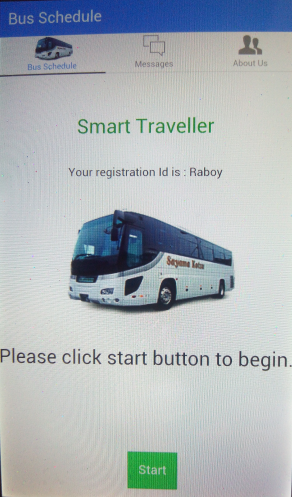 Bus Schedule
Bus Schedule
Messages
About Us
Smart Traveller
Your registration Id is : Raboy
Sayama Kotsu
Please click start button to begin.
Start